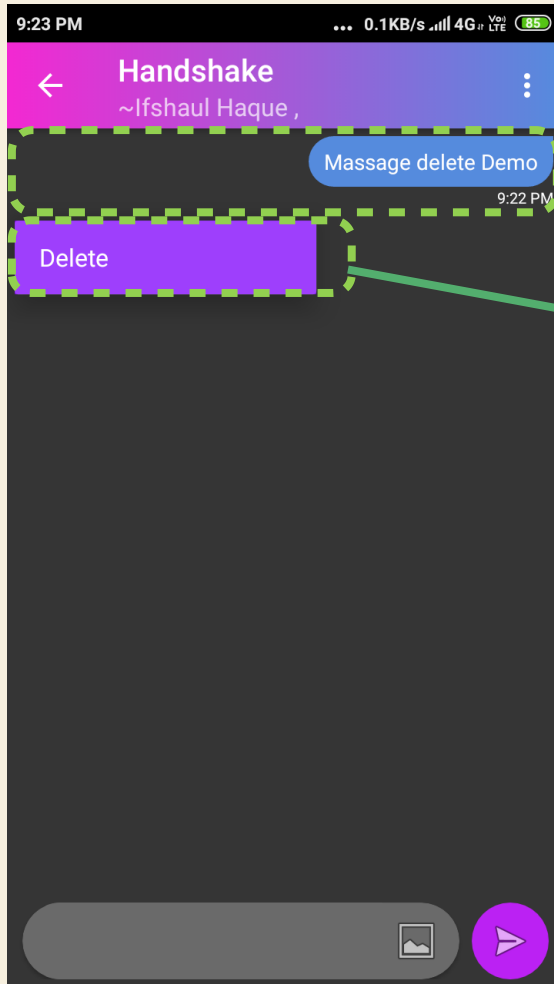 9:23 PM ... 0.1KB/s 4G Vo) LTE 85
Handshake
~Ifshaul Haque ,
Massage delete Demo
9:22 PM
Delete